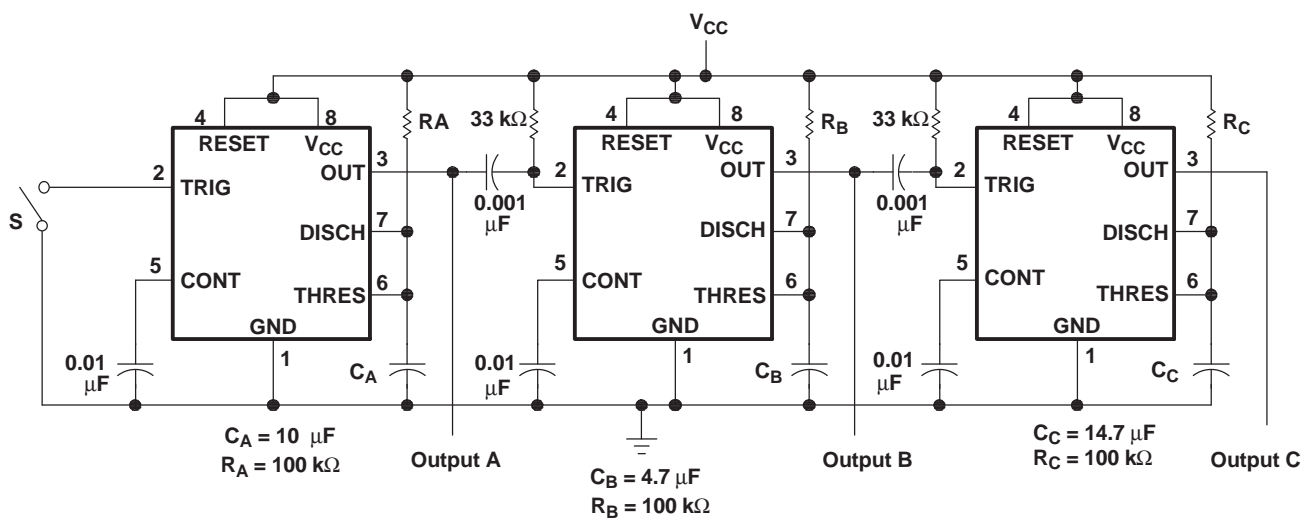 VCC
4
8
RA
33 kΩ
4
8
RB
33 kΩ
4
8
RC
RESET
VCC
RESET
VCC
RESET
VCC
2
TRIG
OUT
3
2
TRIG
OUT
3
2
TRIG
OUT
3
S
0.001
μF
0.001
μF
DISCH
7
DISCH
7
DISCH
7
5
CONT
5
CONT
5
CONT
THRES
6
THRES
6
THRES
6
GND
GND
GND
0.01
μF
1
CA
0.01
μF
1
CB
0.01
μF
1
CC
CA = 10 μF
RA = 100 kΩ
Output A
CB = 4.7 μF
RB = 100 kΩ
Output B
CC = 14.7 μF
RC = 100 kΩ
Output C